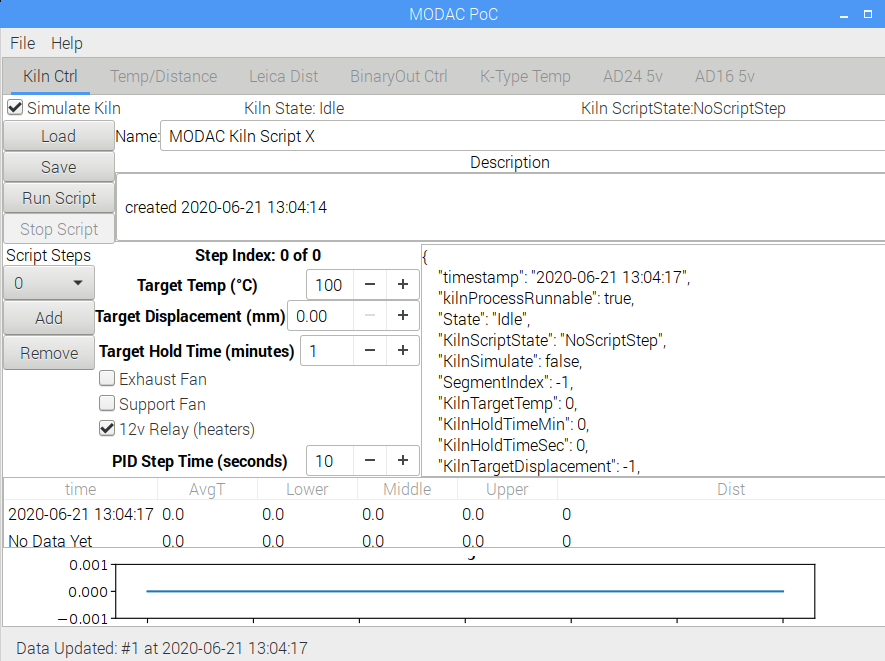 MODAC PoC
File Help
Kiln Ctrl Temp/Distance Leica Dist BinaryOut Ctrl K-Type Temp AD24 5v AD16 5v
Simulate Kiln Kiln State: Idle Kiln ScriptState:NoScriptStep
Load Name: MODAC Kiln Script X
Save Description
Run Script created 2020-06-21 13:04:14
Stop Script
Script Steps Step Index: 0 of 0
0 Target Temp (°C) 100 − +
Add Target Displacement (mm) 0.00 − +
Remove Target Hold Time (minutes) 1 − +
Exhaust Fan
Support Fan
12v Relay (heaters)
PID Step Time (seconds) 10 − +
{
"timestamp": "2020-06-21 13:04:17",
"kilnProcessRunnable": true,
"State": "Idle",
"KilnScriptState": "NoScriptStep",
"KilnSimulate": false,
"SegmentIndex": -1,
"KilnTargetTemp": 0,
"KilnHoldTimeMin": 0,
"KilnHoldTimeSec": 0,
"KilnTargetDisplacement": -1,
time AvgT Lower Middle Upper Dist
2020-06-21 13:04:17 0.0 0.0 0.0 0.0 0
No Data Yet 0.0 0.0 0.0 0.0 0
0.001
0.000
−0.001
Data Updated: #1 at 2020-06-21 13:04:17